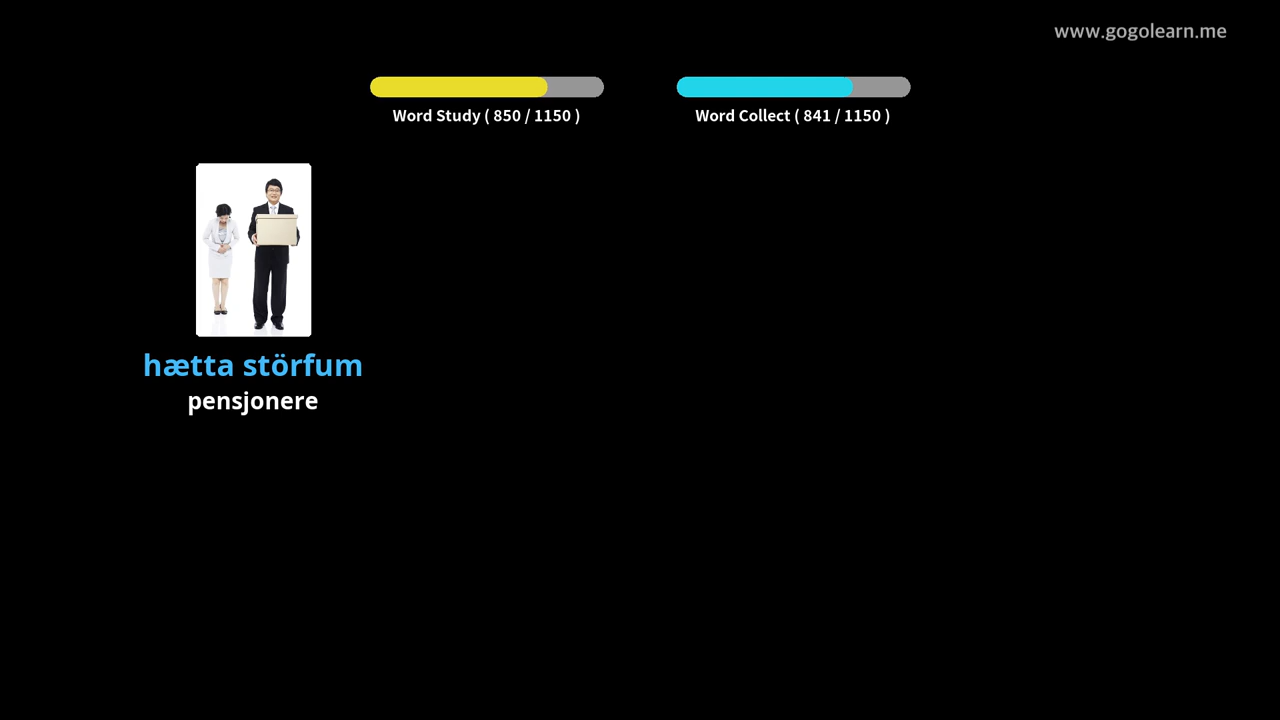 www.gogolearn.me
Word Study ( 850 / 1150 )
Word Collect ( 841 / 1150 )
hætta störfum
pensjonere